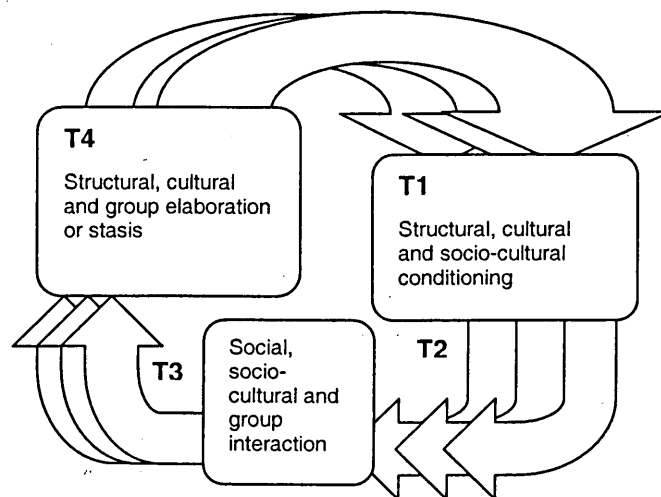 T4
Structural, cultural
and group elaboration
or stasis
T1
Structural, cultural
and socio-cultural
conditioning
T2
T3
Social,
socio-
cultural and
group
interaction